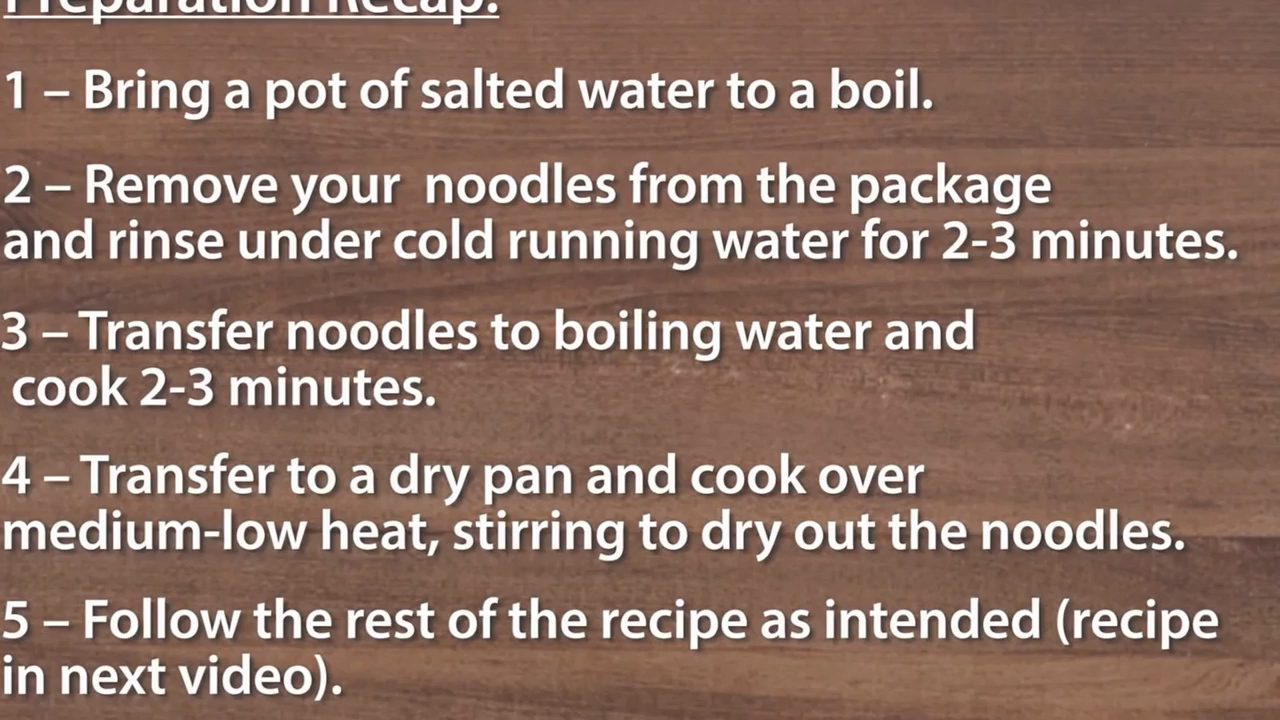 Preparation Recap:
1 – Bring a pot of salted water to a boil.
2 – Remove your  noodles from the package
and rinse under cold running water for 2-3 minutes.
3 – Transfer noodles to boiling water and
cook 2-3 minutes.
4 – Transfer to a dry pan and cook over
medium-low heat, stirring to dry out the noodles.
5 – Follow the rest of the recipe as intended (recipe
in next video).